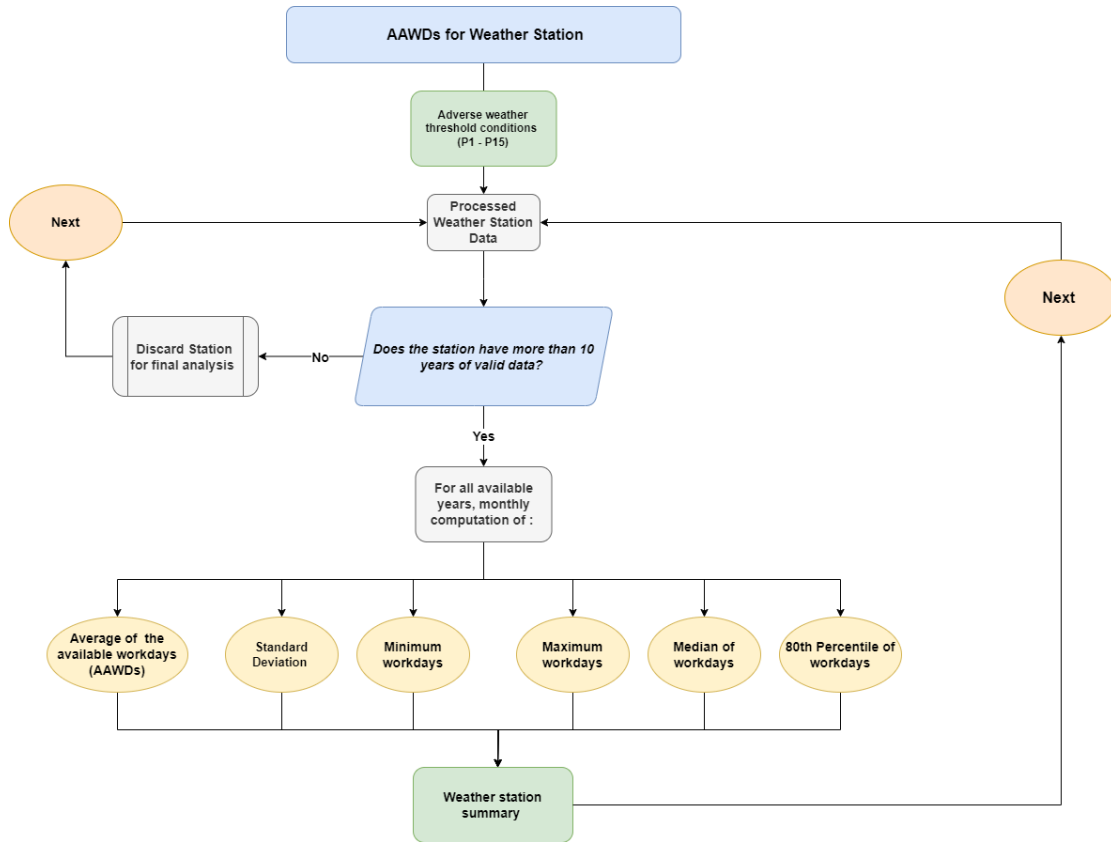 AAWDs for Weather Station
Adverse weather
threshold conditions
(P1 - P15)
Next
Processed
Weather Station
Data
Next
Discard Station
for final analysis
No
Does the station have more than 10
years of valid data?
Yes
For all available
years, monthly
computation of :
Average of the
available workdays
(AAWDs)
Standard
Deviation
Minimum
workdays
Maximum
workdays
Median of
workdays
80th Percentile of
workdays
Weather station
summary